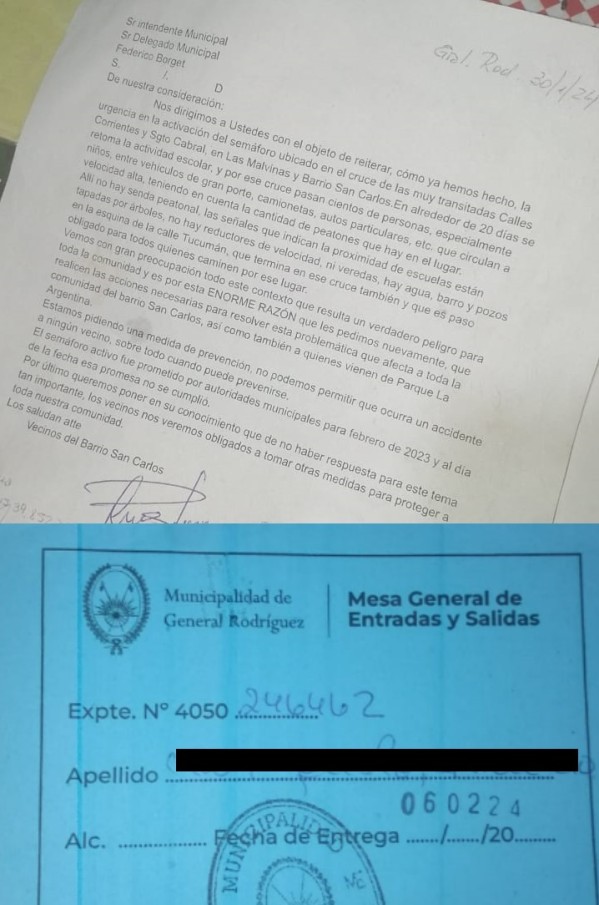 Gral. Rod. 30/1/24
Sr intendente Municipal
Sr Delegado Municipal
Federico Borget
S. /. D
De nuestra consideración:
Nos dirigimos a Ustedes con el objeto de reiterar, cómo ya hemos hecho, la
urgencia en la activación del semáforo ubicado en el cruce de las muy transitadas Calles
Corrientes y Sgto Cabral, en Las Malvinas y Barrio San Carlos.En alrededor de 20 días se
retoma la actividad escolar, y por ese cruce pasan cientos de personas, especialmente
niños, entre vehículos de gran porte, camionetas, autos particulares, etc. que circulan a
velocidad alta, teniendo en cuenta la cantidad de peatones que hay en el lugar.
Alli no hay senda peatonal, las señales que indican la proximidad de escuelas están
tapadas por árboles, no hay reductores de velocidad, ni veredas, hay agua, barro y pozos
en la esquina de la calle Tucumán, que termina en ese cruce también y que es paso
obligado para todos quienes caminen por ese lugar.
Vemos con gran preocupación todo este contexto que resulta un verdadero peligro para
toda la comunidad y es por esta ENORME RAZÓN que les pedimos nuevamente, que
realicen las acciones necesarias para resolver esta problemática que afecta a toda la
comunidad del barrio San Carlos, así como también a quienes vienen de Parque La
Argentina.
Estamos pidiendo una medida de prevención, no podemos permitir que ocurra un accidente
a ningún vecino, sobre todo cuando puede prevenirse.
El semáforo activo fue prometido por autoridades municipales para febrero de 2023 y al día
de la fecha esa promesa no se cumplió.
Por último queremos poner en su conocimiento que de no haber respuesta para este tema
tan importante, los vecinos nos veremos obligados a tomar otras medidas para proteger a
toda nuestra comunidad.
Los saludan atte
Vecinos del Barrio San Carlos
Municipalidad de
General Rodríguez
Mesa General de
Entradas y Salidas
Expte. Nº 4050 246462
Apellido
060224
Alc. Fecha de Entrega ....../....../20........
MUNICIPALID